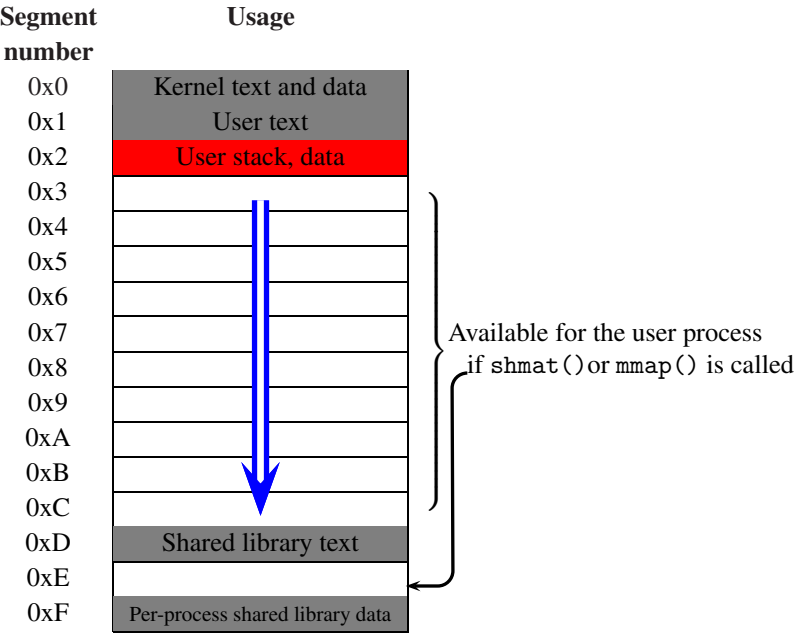 Segment Usage
number
0x0 Kernel text and data
0x1 User text
0x2 User stack, data
0x3
0x4
0x5
0x6
0x7
0x8
0x9
0xA
0xB
0xC
0xD Shared library text
0xE
0xF Per-process shared library data
Available for the user process
if shmat()or mmap() is called